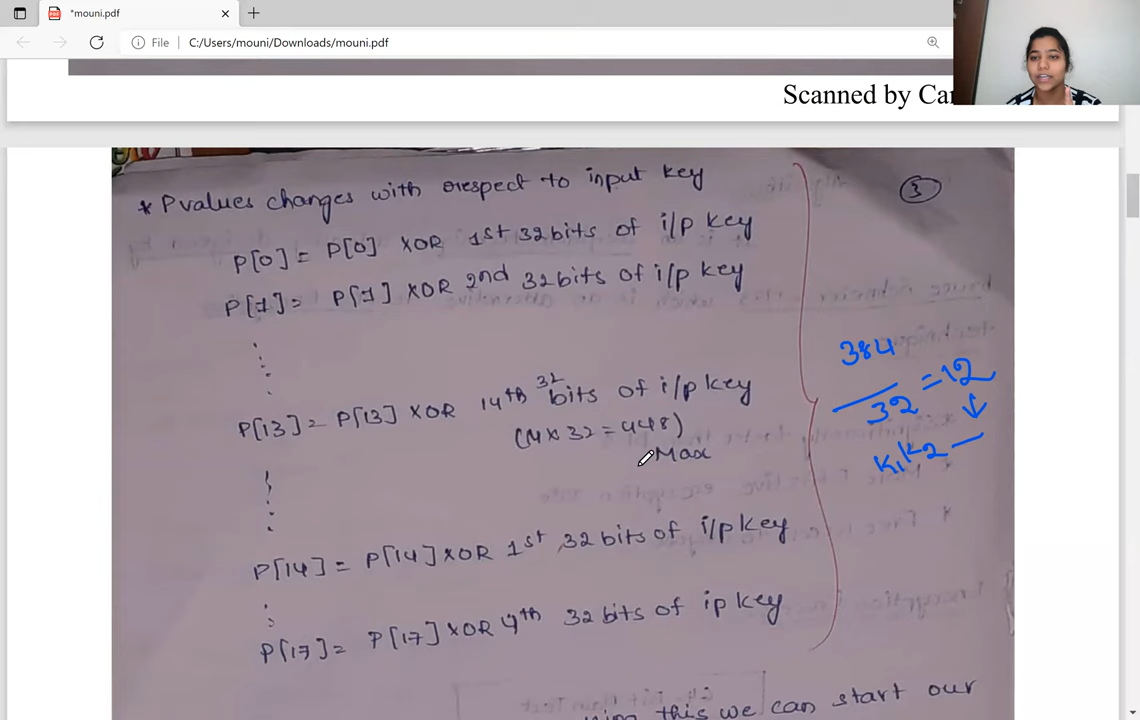 *mouni.pdf
File C:/Users/mouni/Downloads/mouni.pdf
Scanned by Ca
3
* Pvalues changes with respect to input key
P[0] = P[0] XOR 1st 32 bits of i/p key
P[1] = P[1] XOR 2nd 32 bits of i/p key
P[13] = P[13] XOR 14th 32 bits of i/p key
(14 x 32 = 448)
Max
384
32 = 12
K1 K2 —
P[14] = P[14] XOR 1st 32 bits of i/p key
P[17] = P[17] XOR 4th 32 bits of ip key
this we can start our